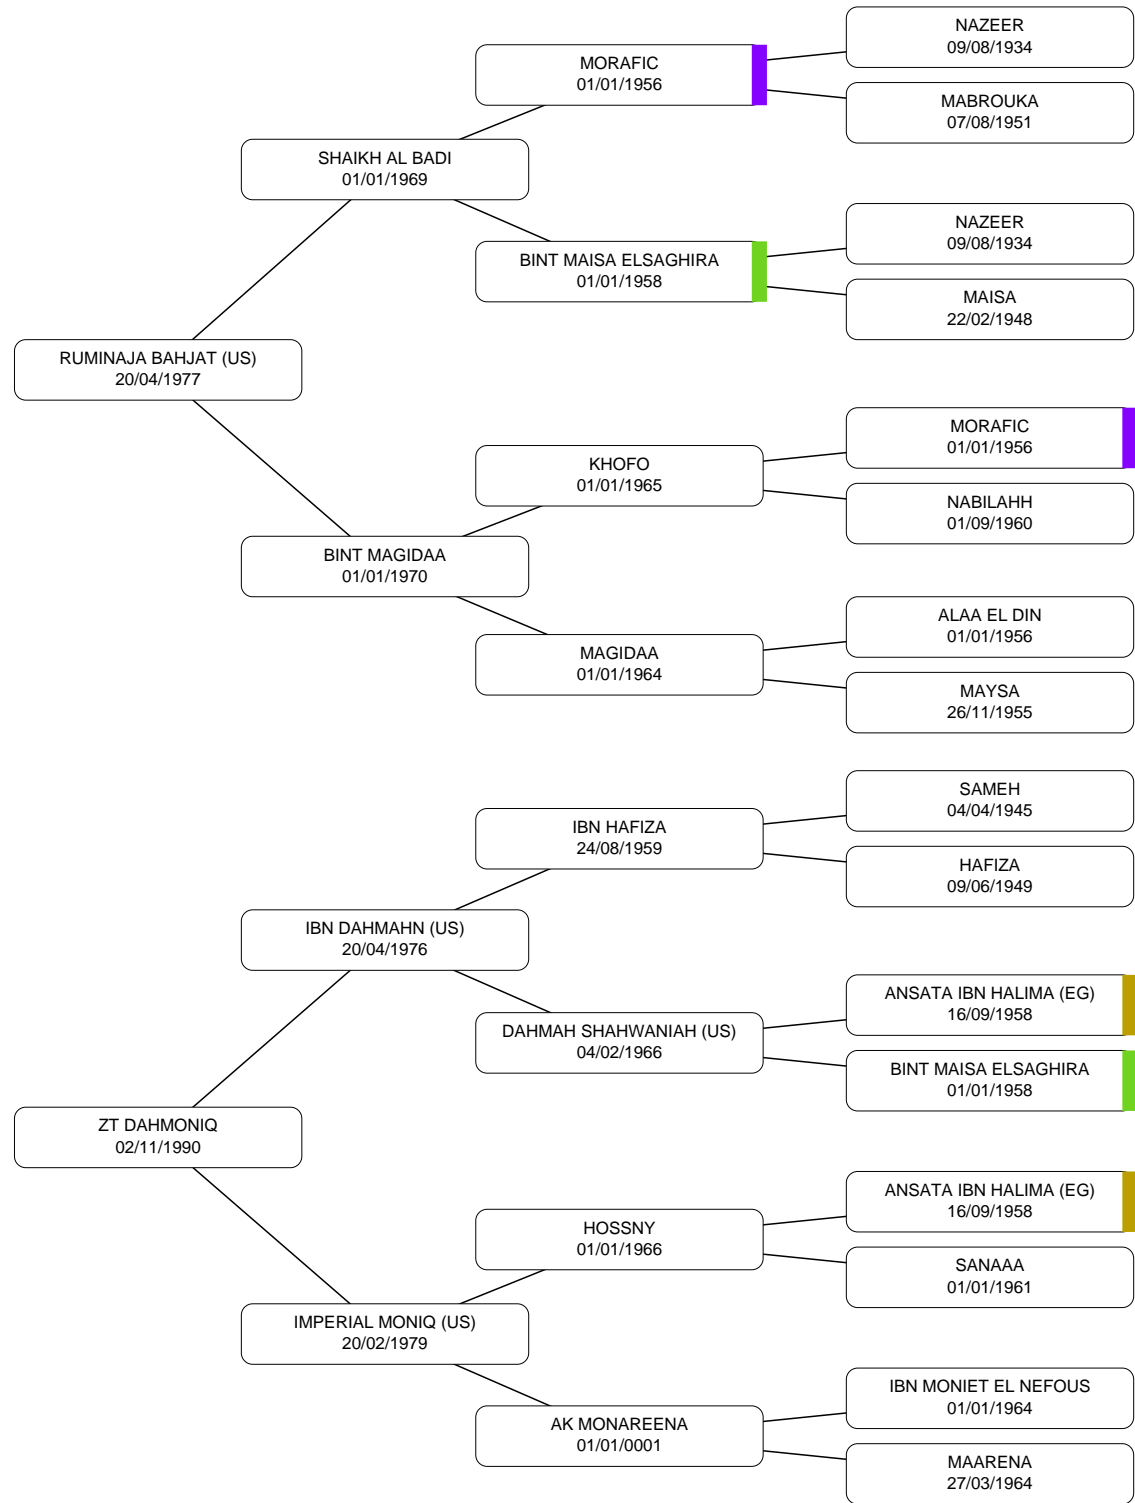 NAZEER
09/08/1934
MORAFIC
01/01/1956
MABROUKA
07/08/1951
SHAIKH AL BADI
01/01/1969
NAZEER
09/08/1934
BINT MAISA ELSAGHIRA
01/01/1958
MAISA
22/02/1948
RUMINAJA BAHJAT (US)
20/04/1977
MORAFIC
01/01/1956
KHOFO
01/01/1965
NABILAHH
01/09/1960
BINT MAGIDAA
01/01/1970
ALAA EL DIN
01/01/1956
MAGIDAA
01/01/1964
MAYSA
26/11/1955
SAMEH
04/04/1945
IBN HAFIZA
24/08/1959
HAFIZA
09/06/1949
IBN DAHMAHN (US)
20/04/1976
ANSATA IBN HALIMA (EG)
16/09/1958
DAHMAH SHAHWANIAH (US)
04/02/1966
BINT MAISA ELSAGHIRA
01/01/1958
ZT DAHMONIQ
02/11/1990
ANSATA IBN HALIMA (EG)
16/09/1958
HOSSNY
01/01/1966
SANAAA
01/01/1961
IMPERIAL MONIQ (US)
20/02/1979
IBN MONIET EL NEFOUS
01/01/1964
AK MONAREENA
01/01/0001
MAARENA
27/03/1964